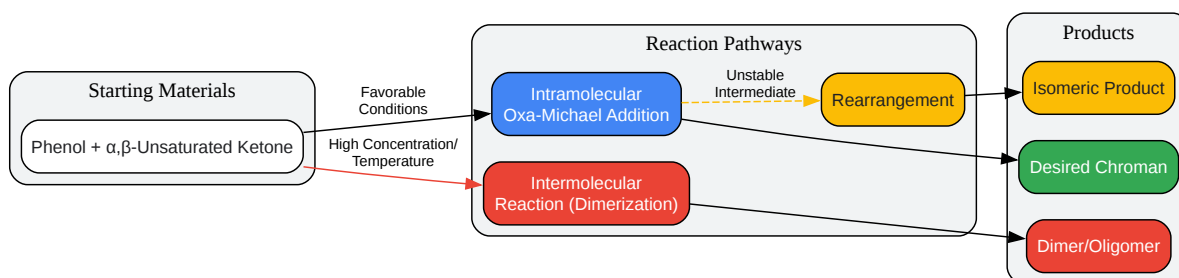 Starting Materials
Phenol + α,β-Unsaturated Ketone
Favorable
Conditions
High Concentration/
Temperature
Reaction Pathways
Intramolecular
Oxa-Michael Addition
Unstable
Intermediate
Rearrangement
Intermolecular
Reaction (Dimerization)
Products
Isomeric Product
Desired Chroman
Dimer/Oligomer